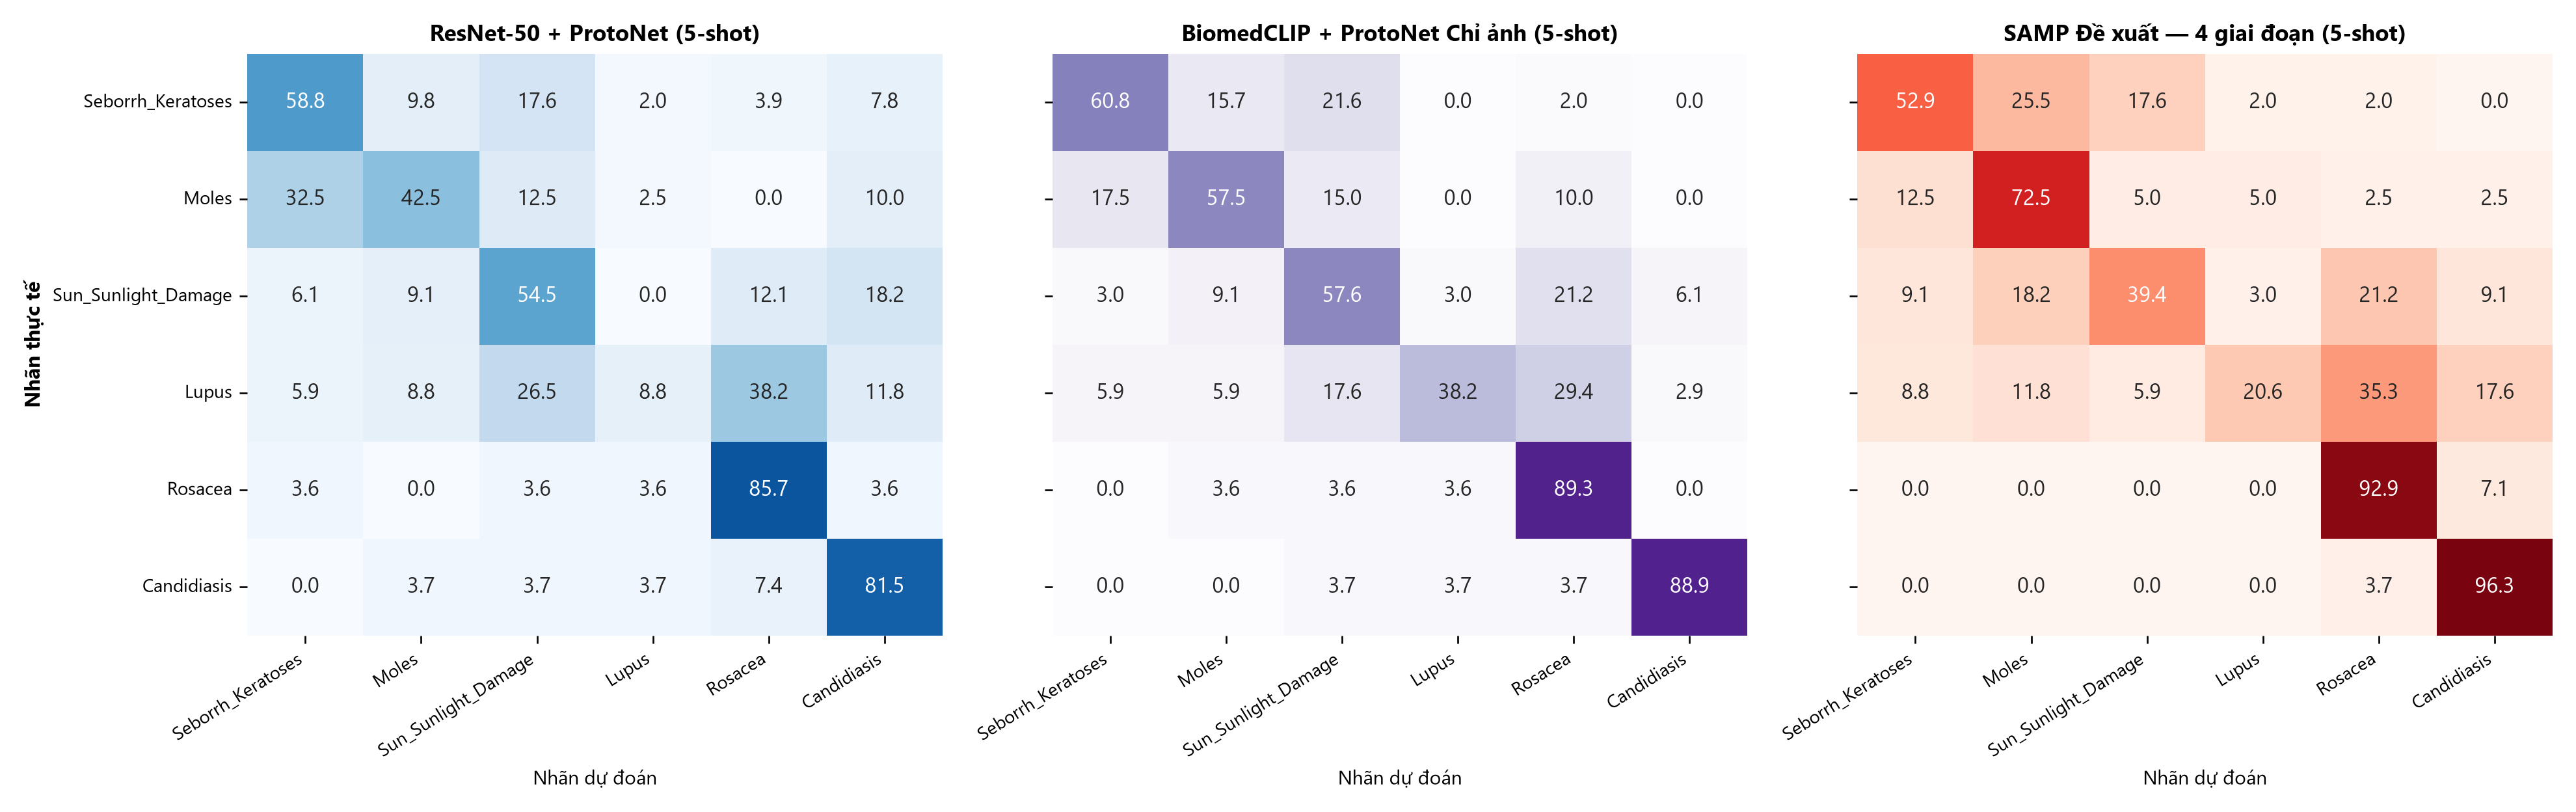 ResNet-50 + ProtoNet (5-shot)
Nhãn thực tế
Seborrh_Keratoses 58.8 9.8 17.6 2.0 3.9 7.8
Moles 32.5 42.5 12.5 2.5 0.0 10.0
Sun_Sunlight_Damage 6.1 9.1 54.5 0.0 12.1 18.2
Lupus 5.9 8.8 26.5 8.8 38.2 11.8
Rosacea 3.6 0.0 3.6 3.6 85.7 3.6
Candidiasis 0.0 3.7 3.7 3.7 7.4 81.5
Seborrh_Keratoses Moles Sun_Sunlight_Damage Lupus Rosacea Candidiasis
Nhãn dự đoán
BiomedCLIP + ProtoNet Chỉ ảnh (5-shot)
60.8 15.7 21.6 0.0 2.0 0.0
17.5 57.5 15.0 0.0 10.0 0.0
3.0 9.1 57.6 3.0 21.2 6.1
5.9 5.9 17.6 38.2 29.4 2.9
0.0 3.6 3.6 3.6 89.3 0.0
0.0 0.0 3.7 3.7 3.7 88.9
Seborrh_Keratoses Moles Sun_Sunlight_Damage Lupus Rosacea Candidiasis
Nhãn dự đoán
SAMP Đề xuất — 4 giai đoạn (5-shot)
52.9 25.5 17.6 2.0 2.0 0.0
12.5 72.5 5.0 5.0 2.5 2.5
9.1 18.2 39.4 3.0 21.2 9.1
8.8 11.8 5.9 20.6 35.3 17.6
0.0 0.0 0.0 0.0 92.9 7.1
0.0 0.0 0.0 0.0 3.7 96.3
Seborrh_Keratoses Moles Sun_Sunlight_Damage Lupus Rosacea Candidiasis
Nhãn dự đoán